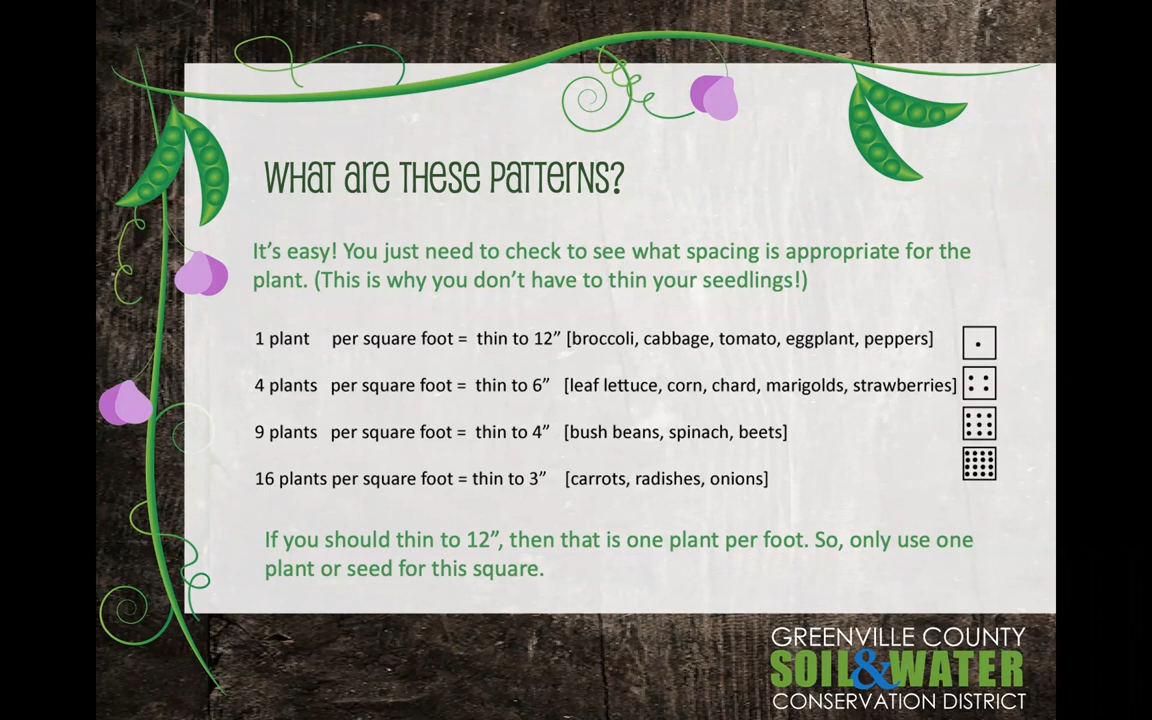 What are these patterns?
It’s easy! You just need to check to see what spacing is appropriate for the
plant. (This is why you don’t have to thin your seedlings!)
1 plant per square foot = thin to 12” [broccoli, cabbage, tomato, eggplant, peppers]
4 plants per square foot = thin to 6” [leaf lettuce, corn, chard, marigolds, strawberries]
9 plants per square foot = thin to 4” [bush beans, spinach, beets]
16 plants per square foot = thin to 3” [carrots, radishes, onions]
If you should thin to 12”, then that is one plant per foot. So, only use one
plant or seed for this square.
GREENVILLE COUNTY
SOIL&WATER
CONSERVATION DISTRICT